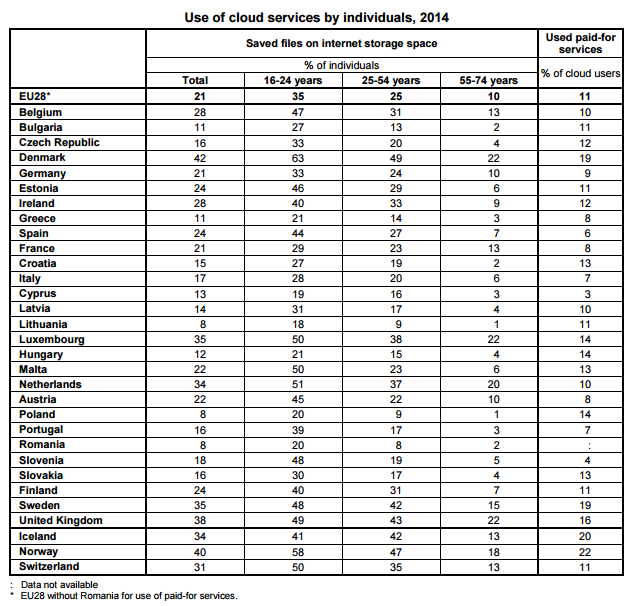 Use of cloud services by individuals, 2014
Saved files on internet storage space Used paid-for services
% of individuals % of cloud users
Total 16-24 years 25-54 years 55-74 years
EU28* 21 35 25 10 11
Belgium 28 47 31 13 10
Bulgaria 11 27 13 2 11
Czech Republic 16 33 20 4 12
Denmark 42 63 49 22 19
Germany 21 33 24 10 9
Estonia 24 46 29 6 11
Ireland 28 40 33 9 12
Greece 11 21 14 3 8
Spain 24 44 27 7 6
France 21 29 23 13 8
Croatia 15 27 19 2 13
Italy 17 28 20 6 7
Cyprus 13 19 16 3 3
Latvia 14 31 17 4 10
Lithuania 8 18 9 1 11
Luxembourg 35 50 38 22 14
Hungary 12 21 15 4 14
Malta 22 50 23 6 13
Netherlands 34 51 37 20 10
Austria 22 45 22 10 8
Poland 8 20 9 1 14
Portugal 16 39 17 3 7
Romania 8 20 8 2 :
Slovenia 18 48 19 5 4
Slovakia 16 30 17 4 13
Finland 24 40 31 7 11
Sweden 35 48 42 15 19
United Kingdom 38 49 43 22 16
Iceland 34 41 42 13 20
Norway 40 58 47 18 22
Switzerland 31 50 35 13 11
: Data not available
* EU28 without Romania for use of paid-for services.